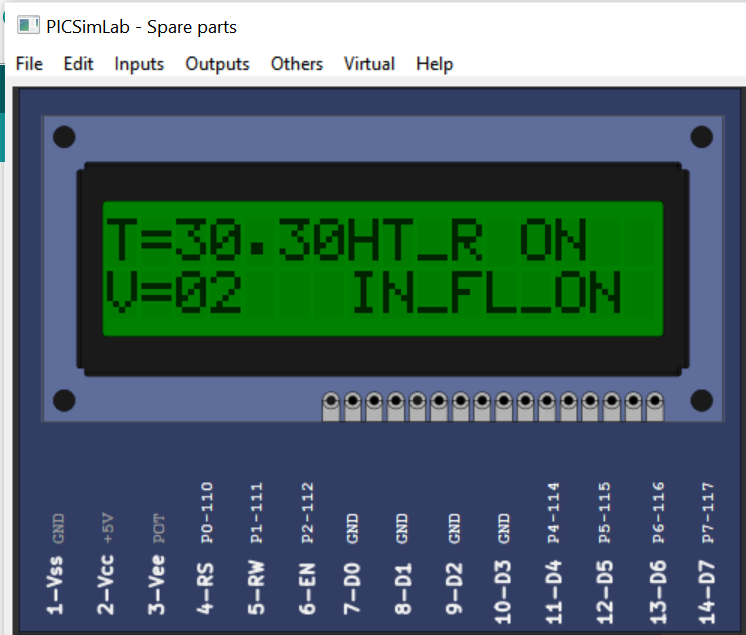 PICSimLab - Spare parts
File Edit Inputs Outputs Others Virtual Help
T=30.30HT_R ON
V=02   IN_FL_ON
1-Vss GND
2-Vcc +5V
3-Vee POT
4-RS P0-110
5-RW P1-111
6-EN P2-112
7-D0 GND
8-D1 GND
9-D2 GND
10-D3 GND
11-D4 P4-114
12-D5 P5-115
13-D6 P6-116
14-D7 P7-117